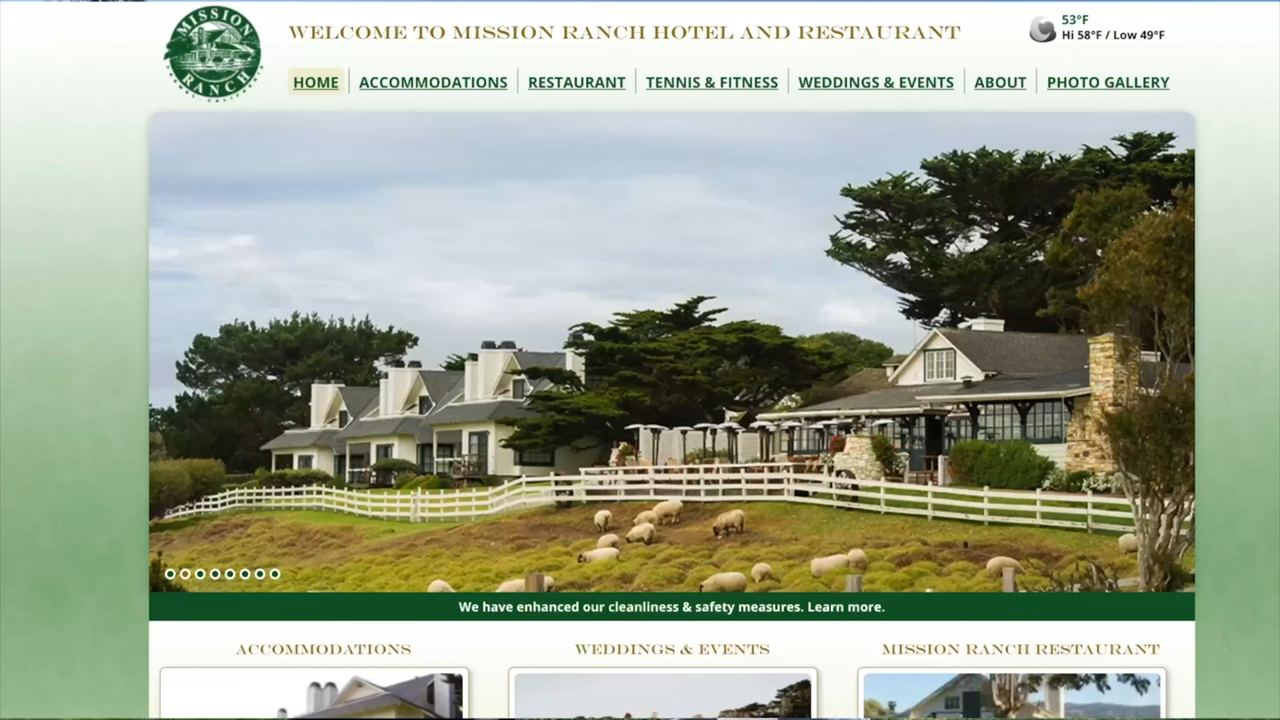 MISSION
RANCH
WELCOME TO MISSION RANCH HOTEL AND RESTAURANT
53°F
Hi 58°F / Low 49°F
HOME
ACCOMMODATIONS
RESTAURANT
TENNIS & FITNESS
WEDDINGS & EVENTS
ABOUT
PHOTO GALLERY
We have enhanced our cleanliness & safety measures. Learn more.
ACCOMMODATIONS
WEDDINGS & EVENTS
MISSION RANCH RESTAURANT